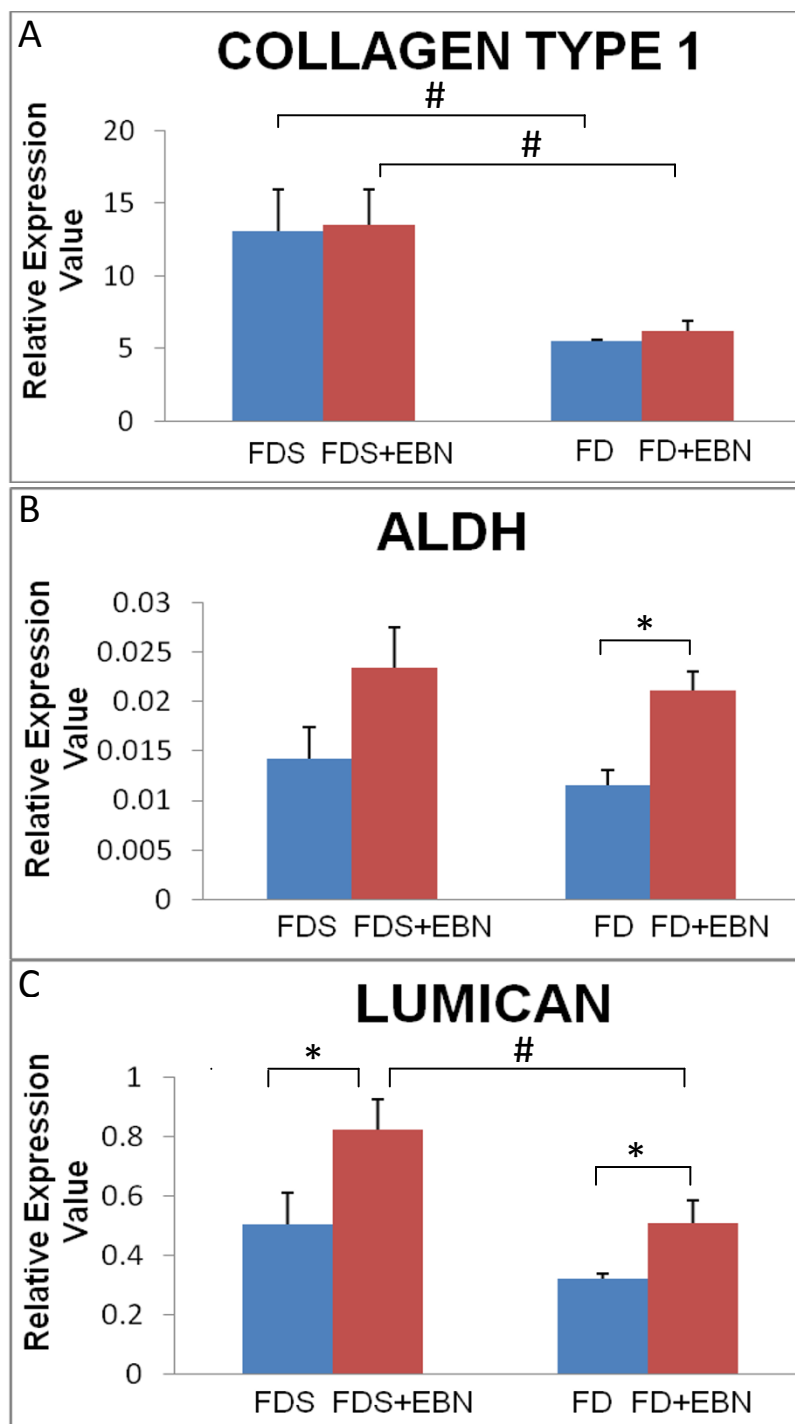 A
COLLAGEN TYPE 1
#
#
Relative Expression
Value
20
15
10
5
0
FDS FDS+EBN FD FD+EBN
B
ALDH
*
Relative Expression
Value
0.03
0.025
0.02
0.015
0.01
0.005
0
FDS FDS+EBN FD FD+EBN
C
LUMICAN
* #
*
Relative Expression
Value
1
0.8
0.6
0.4
0.2
0
FDS FDS+EBN FD FD+EBN